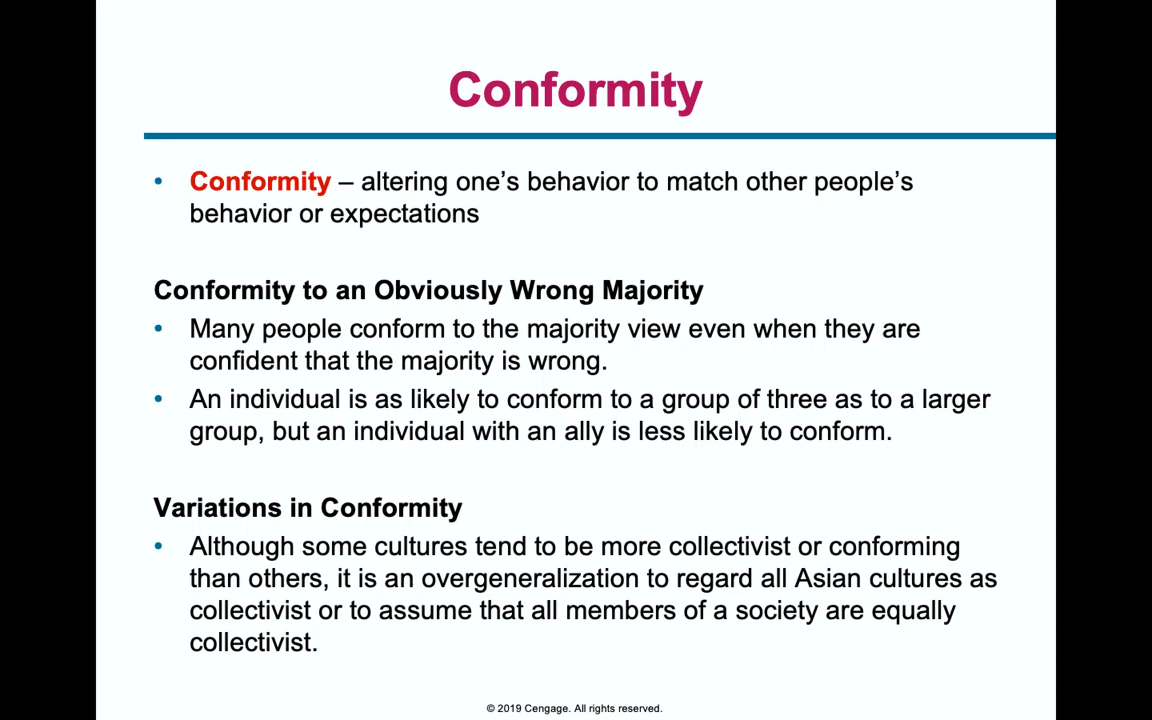 Conformity
• Conformity – altering one's behavior to match other people's
behavior or expectations
Conformity to an Obviously Wrong Majority
• Many people conform to the majority view even when they are
confident that the majority is wrong.
• An individual is as likely to conform to a group of three as to a larger
group, but an individual with an ally is less likely to conform.
Variations in Conformity
• Although some cultures tend to be more collectivist or conforming
than others, it is an overgeneralization to regard all Asian cultures as
collectivist or to assume that all members of a society are equally
collectivist.
© 2019 Cengage. All rights reserved.